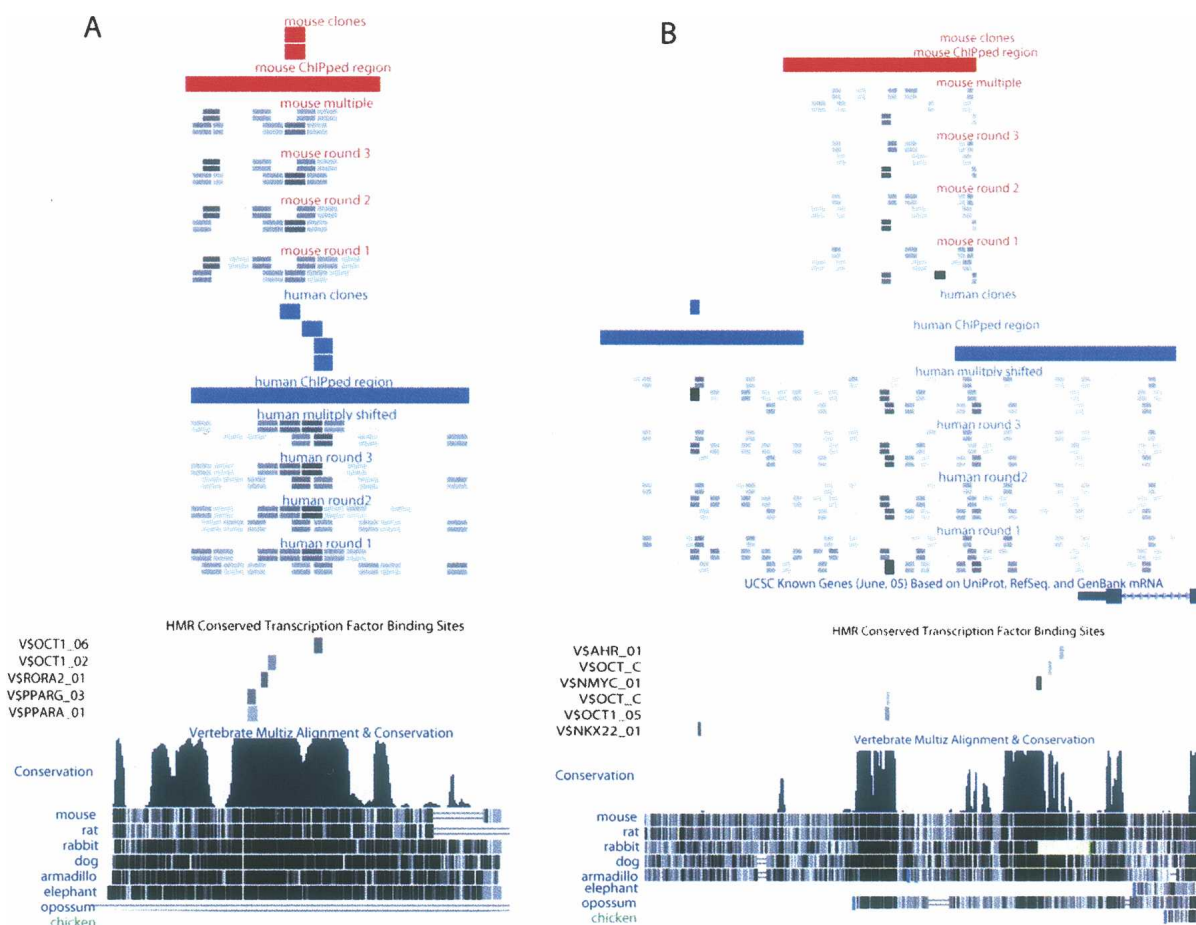 A
mouse clones
mouse ChIPped region
mouse multiple
mouse round 3
mouse round 2
mouse round 1
human clones
human ChIPped region
human mulitply shifted
human round 3
human round2
human round 1
HMR Conserved Transcription Factor Binding Sites
V$OCT1_06
V$OCT1_02
V$RORA2_01
V$PPARG_03
V$PPARA_01
Vertebrate Multiz Alignment & Conservation
Conservation
mouse
rat
rabbit
dog
armadillo
elephant
opossum
chicken
B
mouse clones
mouse ChIPped region
mouse multiple
mouse round 3
mouse round 2
mouse round 1
human clones
human ChIPped region
human mulitply shifted
human round 3
human round2
human round 1
UCSC Known Genes (June, 05) Based on UniProt, RefSeq, and GenBank mRNA
HMR Conserved Transcription Factor Binding Sites
V$AHR_01
V$OCT_C
V$NMYC_01
V$OCT_C
V$OCT1_05
V$NKX22_01
Vertebrate Multiz Alignment & Conservation
Conservation
mouse
rat
rabbit
dog
armadillo
elephant
opossum
chicken